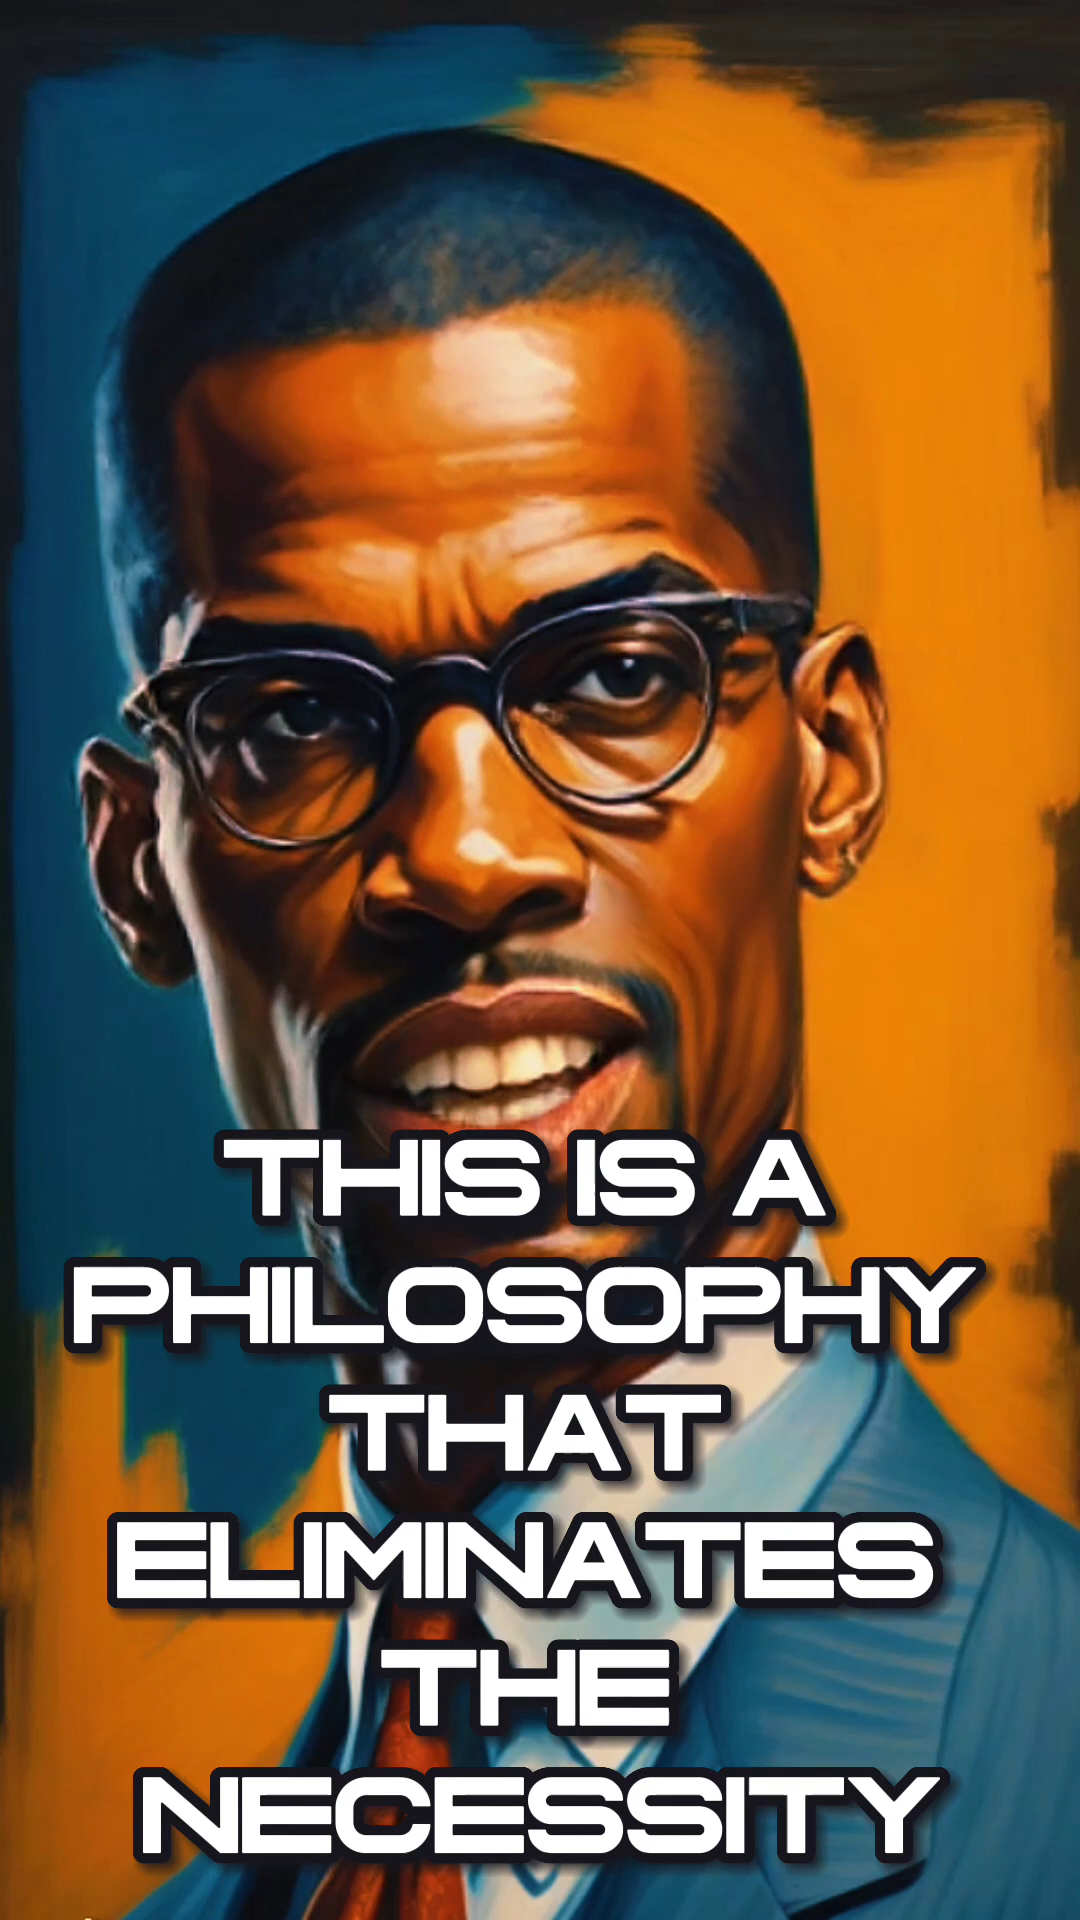 THIS IS A
PHILOSOPHY
THAT
ELIMINATES
THE
NECESSITY